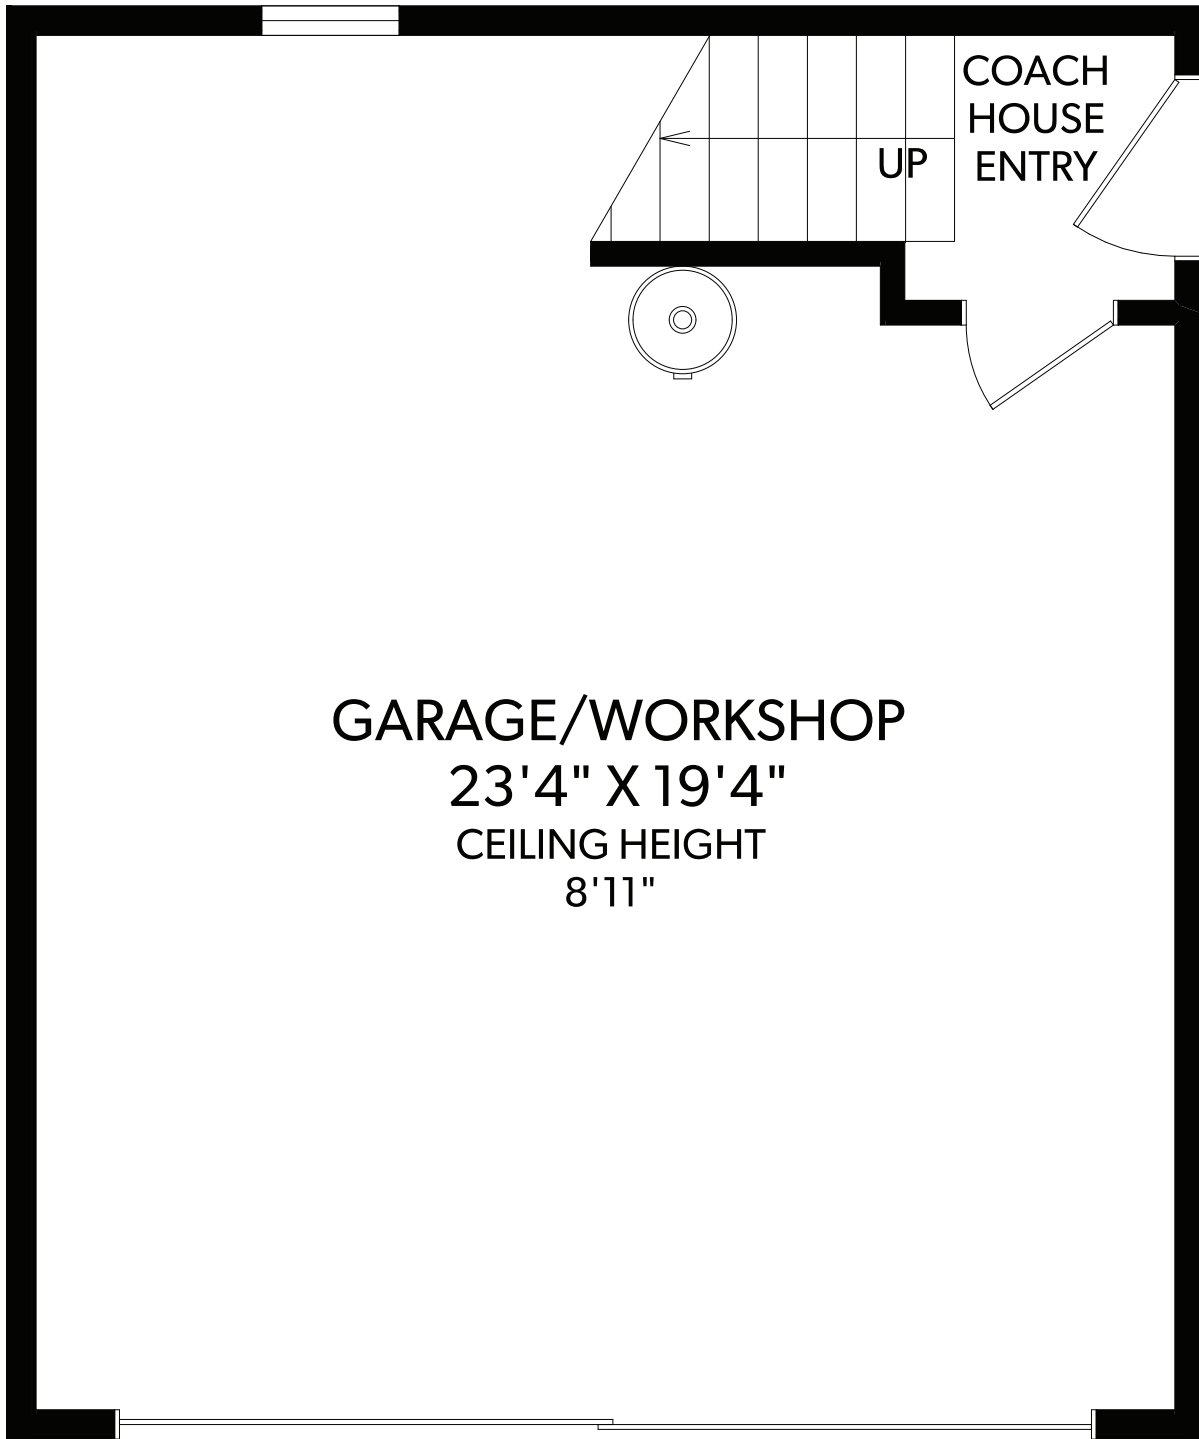 COACH
HOUSE
ENTRY
UP
GARAGE/WORKSHOP
23'4" X 19'4"
CEILING HEIGHT
8'11"